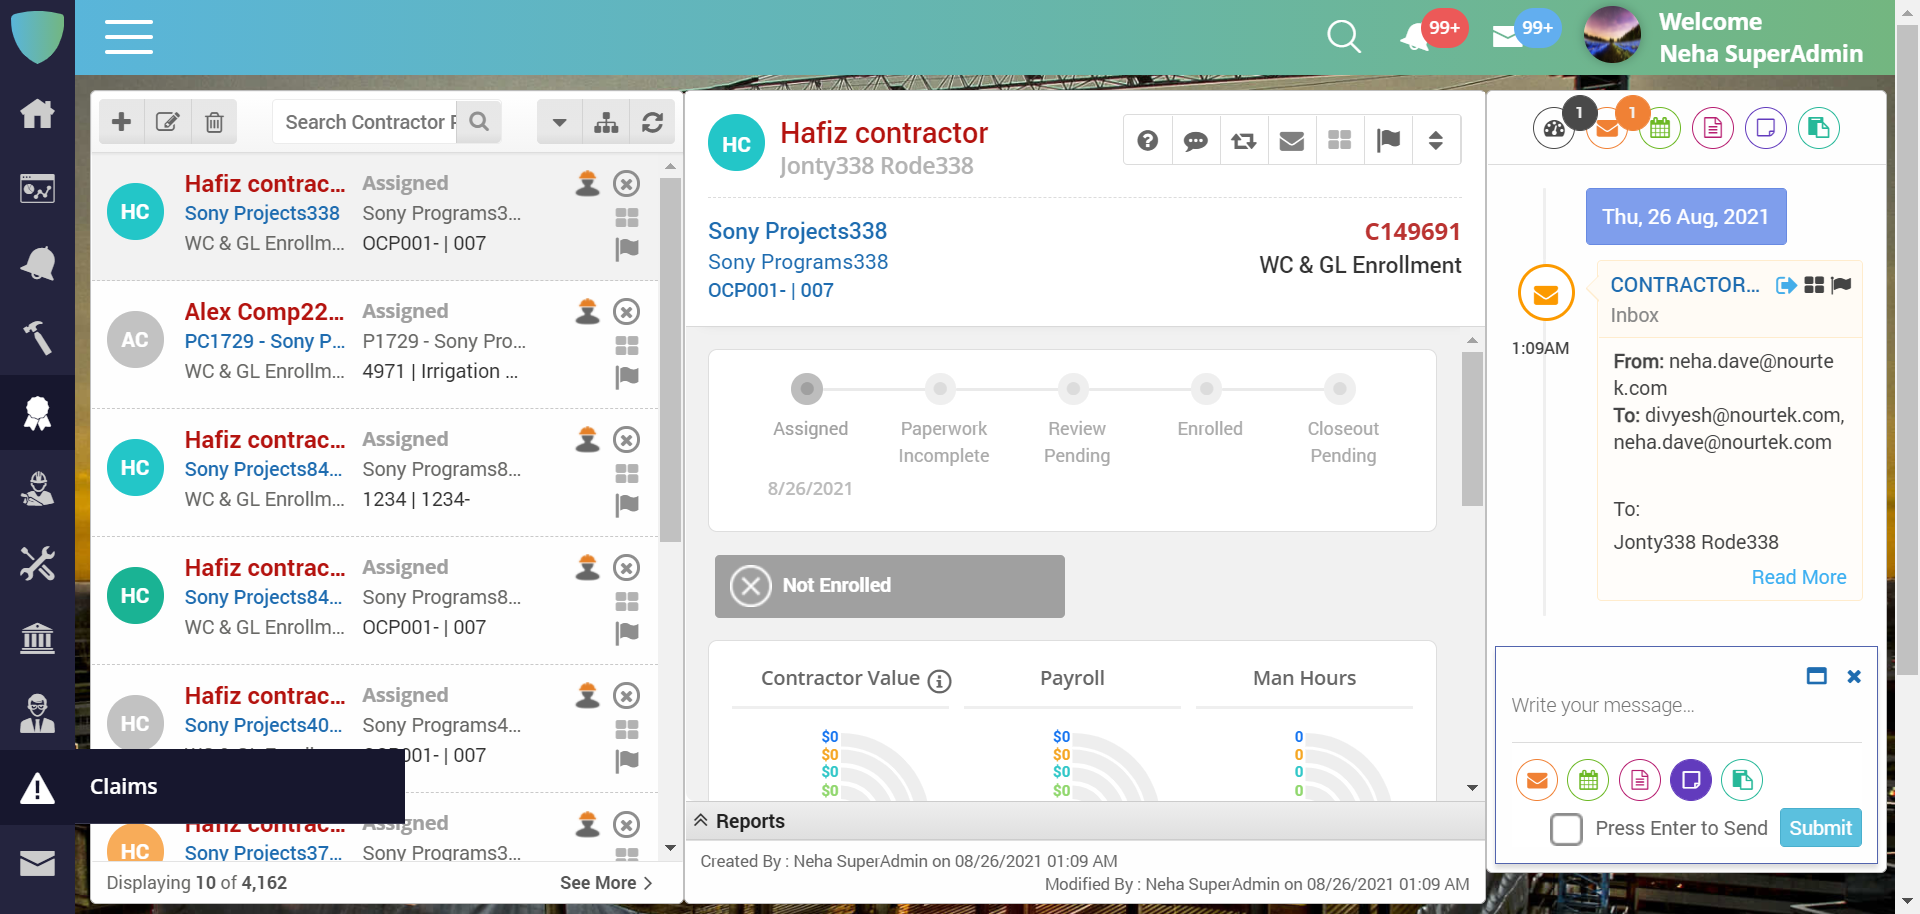 99+
99+
Welcome
Neha SuperAdmin
Search Contractor
HC
Hafiz contrac...
Assigned
Sony Projects338
Sony Programs3...
WC & GL Enrollm...
OCP001- | 007
AC
Alex Comp22...
Assigned
PC1729 - Sony P...
P1729 - Sony Pro...
WC & GL Enrollm...
4971 | Irrigation ...
HC
Hafiz contrac...
Assigned
Sony Projects84...
Sony Programs8...
WC & GL Enrollm...
1234 | 1234-
HC
Hafiz contrac...
Assigned
Sony Projects84...
Sony Programs8...
WC & GL Enrollm...
OCP001- | 007
HC
Hafiz contrac...
Assigned
Sony Projects40...
Sony Programs4...
001- | 007
Claims
HC
Hafiz contrac...
Assigned
Sony Projects37...
Sony Programs3...
Displaying 10 of 4,162
See More
HC
Hafiz contractor
Jonty338 Rode338
Sony Projects338
C149691
Sony Programs338
WC & GL Enrollment
OCP001- | 007
Assigned
Paperwork
Incomplete
Review
Pending
Enrolled
Closeout
Pending
8/26/2021
Not Enrolled
Contractor Value
Payroll
Man Hours
$0
$0
$0
$0
$0
$0
$0
$0
0
0
0
0
Reports
Created By : Neha SuperAdmin on 08/26/2021 01:09 AM
Modified By : Neha SuperAdmin on 08/26/2021 01:09 AM
1
1
Thu, 26 Aug, 2021
CONTRACTOR...
Inbox
1:09AM
From: neha.dave@nourte
k.com
To: divyesh@nourtek.com,
neha.dave@nourtek.com
To:
Jonty338 Rode338
Read More
Write your message...
Press Enter to Send
Submit